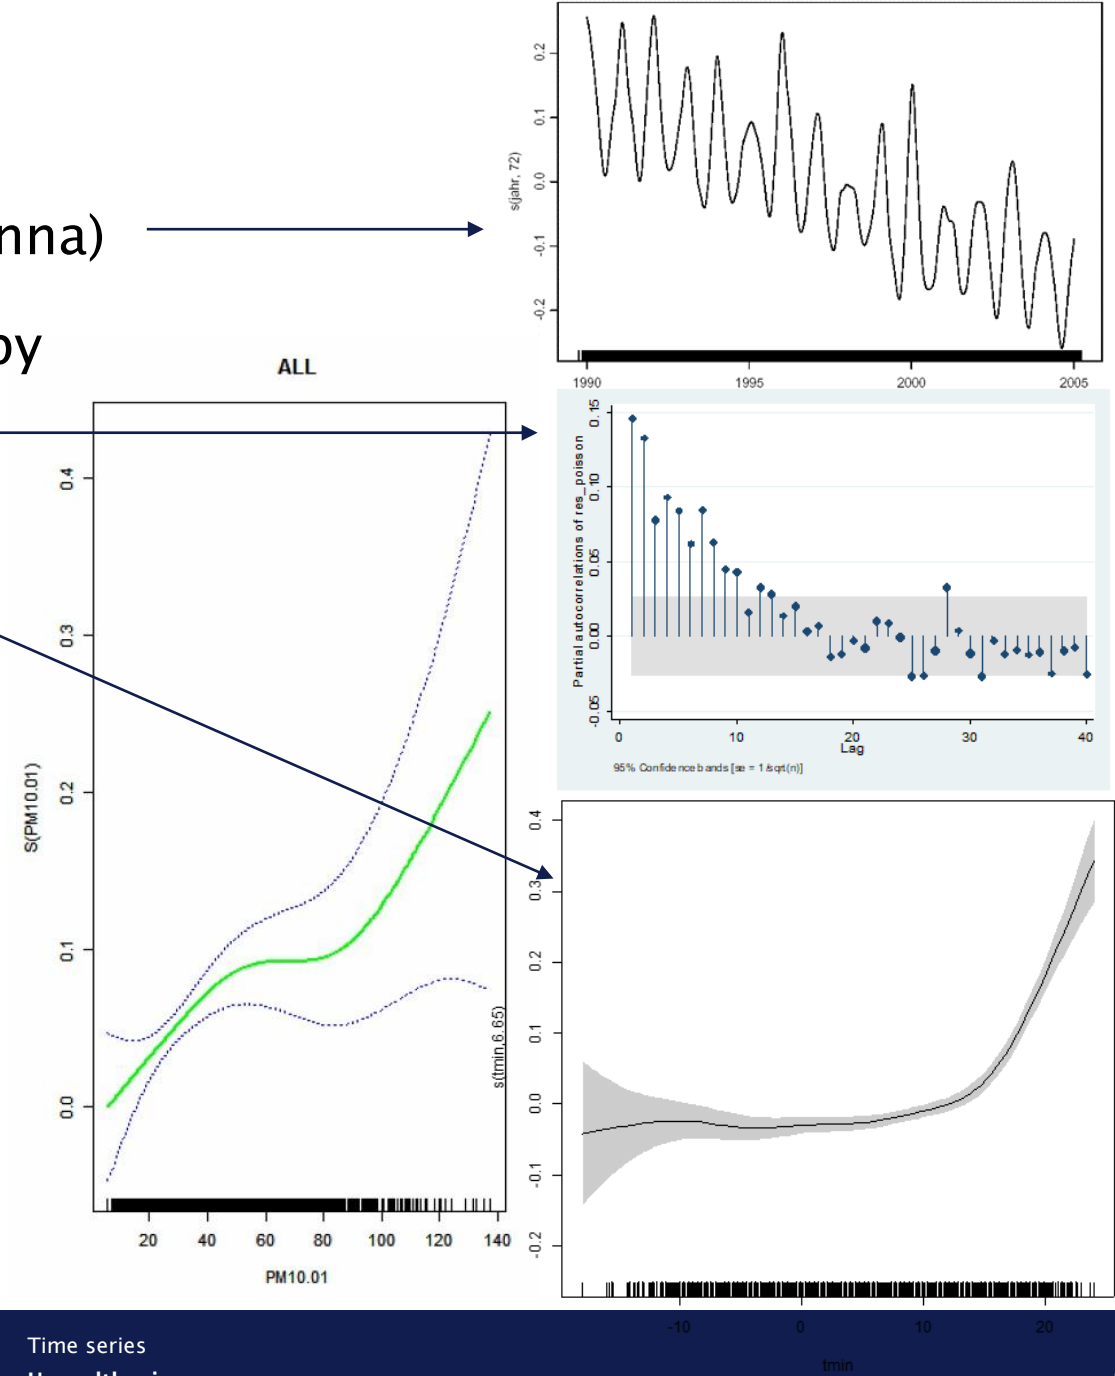 nna)
by
ALL
S(PM10.01)
0.4
0.3
0.2
0.1
0.0
20 40 60 80 100 120 140
PM10.01
s(jahr, 72)
0.2
0.1
0.0
-0.1
-0.2
1990 1995 2000 2005
Partial autocorrelations of res_poisson
0.15
0.10
0.05
0.00
-0.05
0 10 20 30 40
Lag
95% Confidence bands [se = 1/sqrt(n)]
s(tmin,6.65)
0.4
0.3
0.2
0.1
0.0
-0.1
-0.2
-10 0 10 20
tmin
Time series